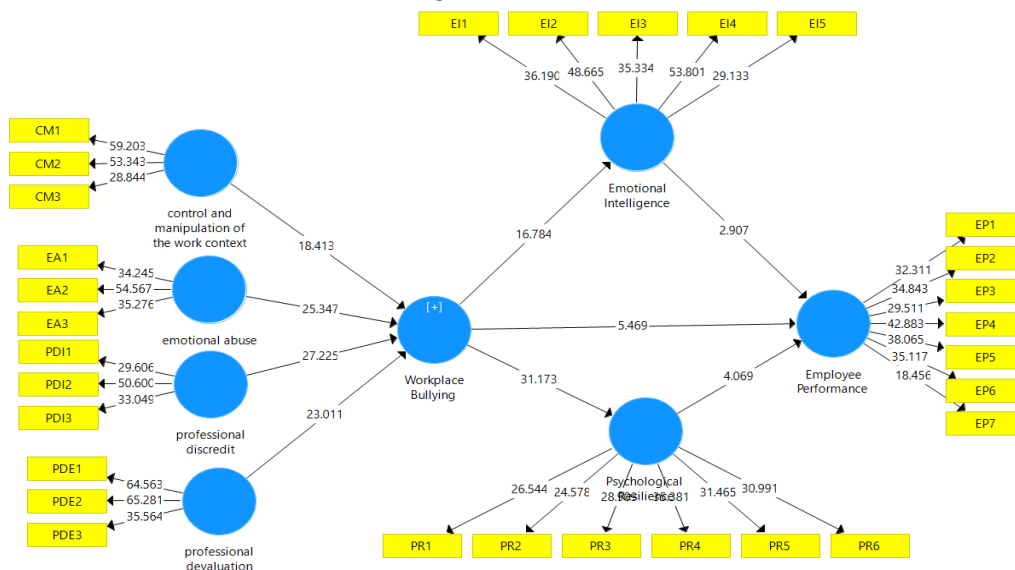 EI1 EI2 EI3 EI4 EI5
36.190 48.665 35.334 53.801 29.133
CM1
CM2
CM3
59.203
53.343
28.844
control and
manipulation of
the work context
18.413
Emotional
Intelligence
16.784
2.907
EA1
EA2
EA3
34.245
54.567
35.276
emotional abuse
25.347
PDI1
PDI2
PDI3
29.606
50.600
33.049
professional
discredit
27.225
PDE1
PDE2
PDE3
64.563
65.281
35.564
professional
devaluation
23.011
[+]
Workplace
Bullying
5.469
31.173
4.069
Employee
Performance
EP1
EP2
EP3
EP4
EP5
EP6
EP7
32.311
34.843
29.511
42.883
38.065
35.117
18.456
Psychological
Resilience
26.544 24.578 31.465 30.991
PR1 PR2 PR3 PR4 PR5 PR6